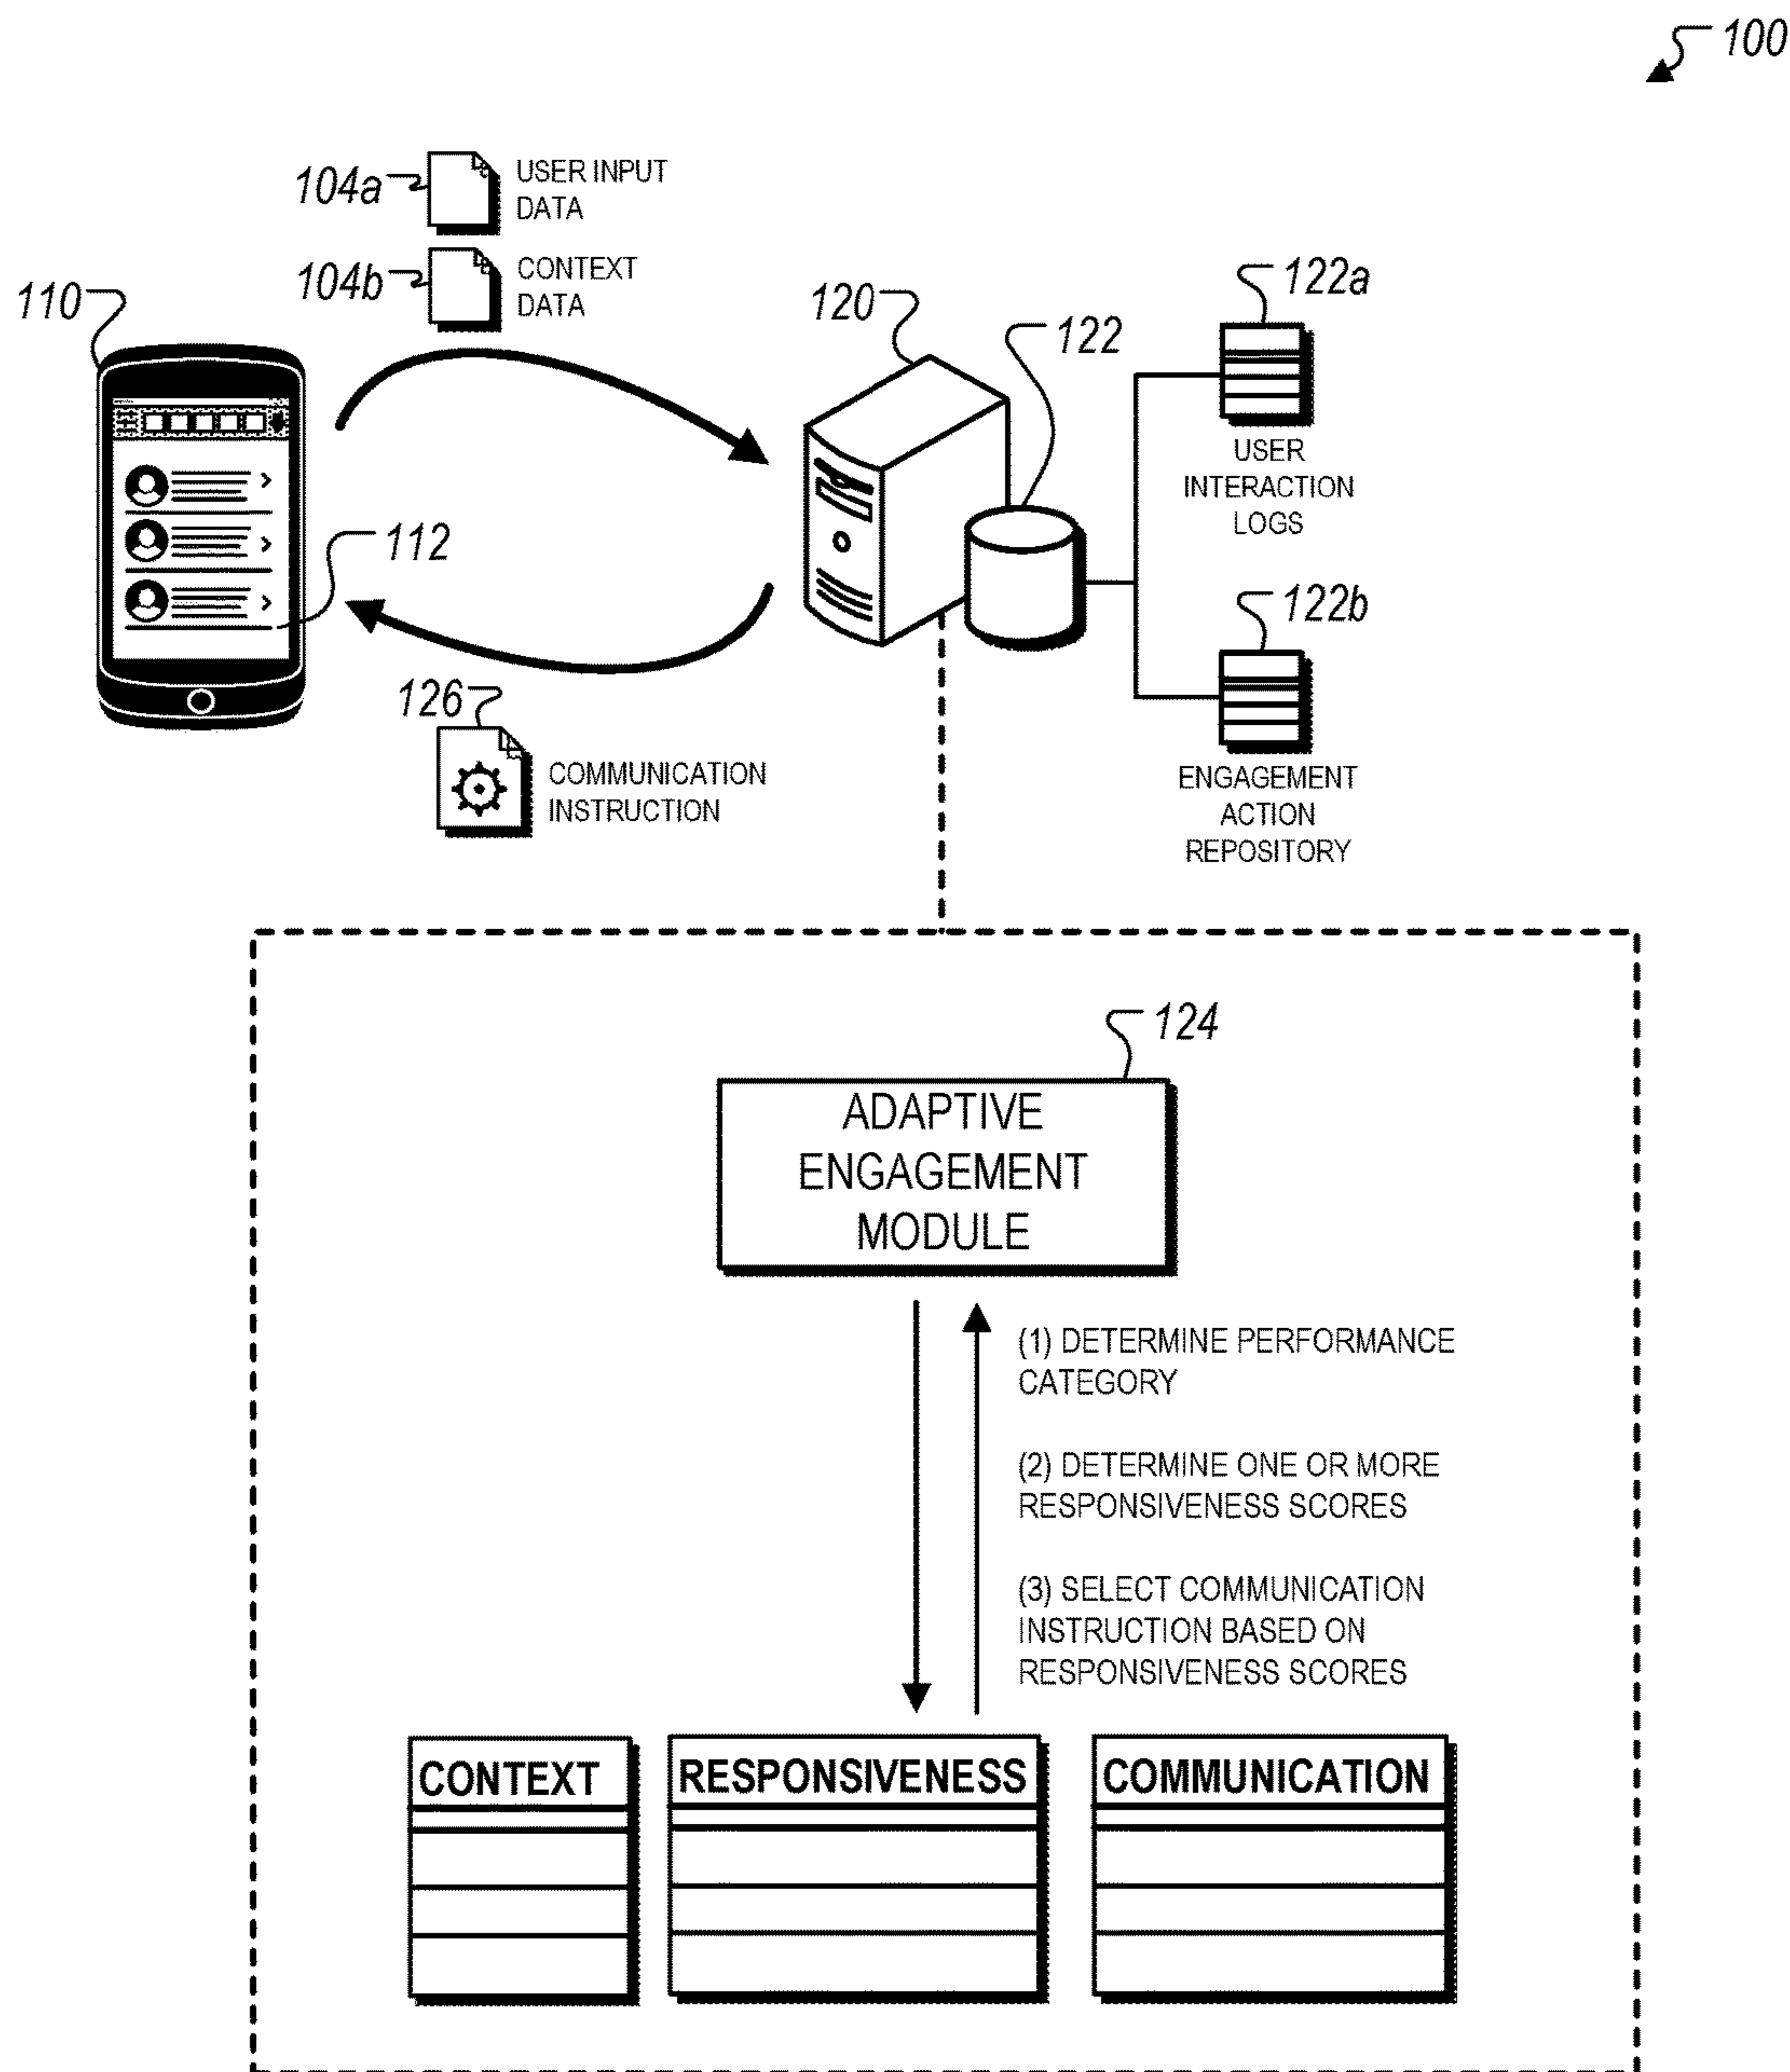 100
104a
USER INPUT
DATA
104b
CONTEXT
DATA
110
120
122
122a
USER
INTERACTION
LOGS
112
122b
ENGAGEMENT
ACTION
REPOSITORY
126
COMMUNICATION
INSTRUCTION
124
ADAPTIVE
ENGAGEMENT
MODULE
(1) DETERMINE PERFORMANCE
CATEGORY
(2) DETERMINE ONE OR MORE
RESPONSIVENESS SCORES
(3) SELECT COMMUNICATION
INSTRUCTION BASED ON
RESPONSIVENESS SCORES
CONTEXT
RESPONSIVENESS
COMMUNICATION